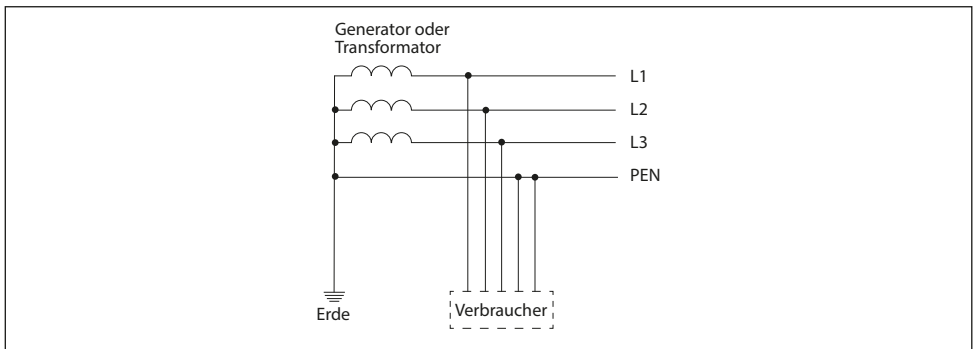 Generator oder
Transformator
L1
L2
L3
PEN
Erde
Verbraucher